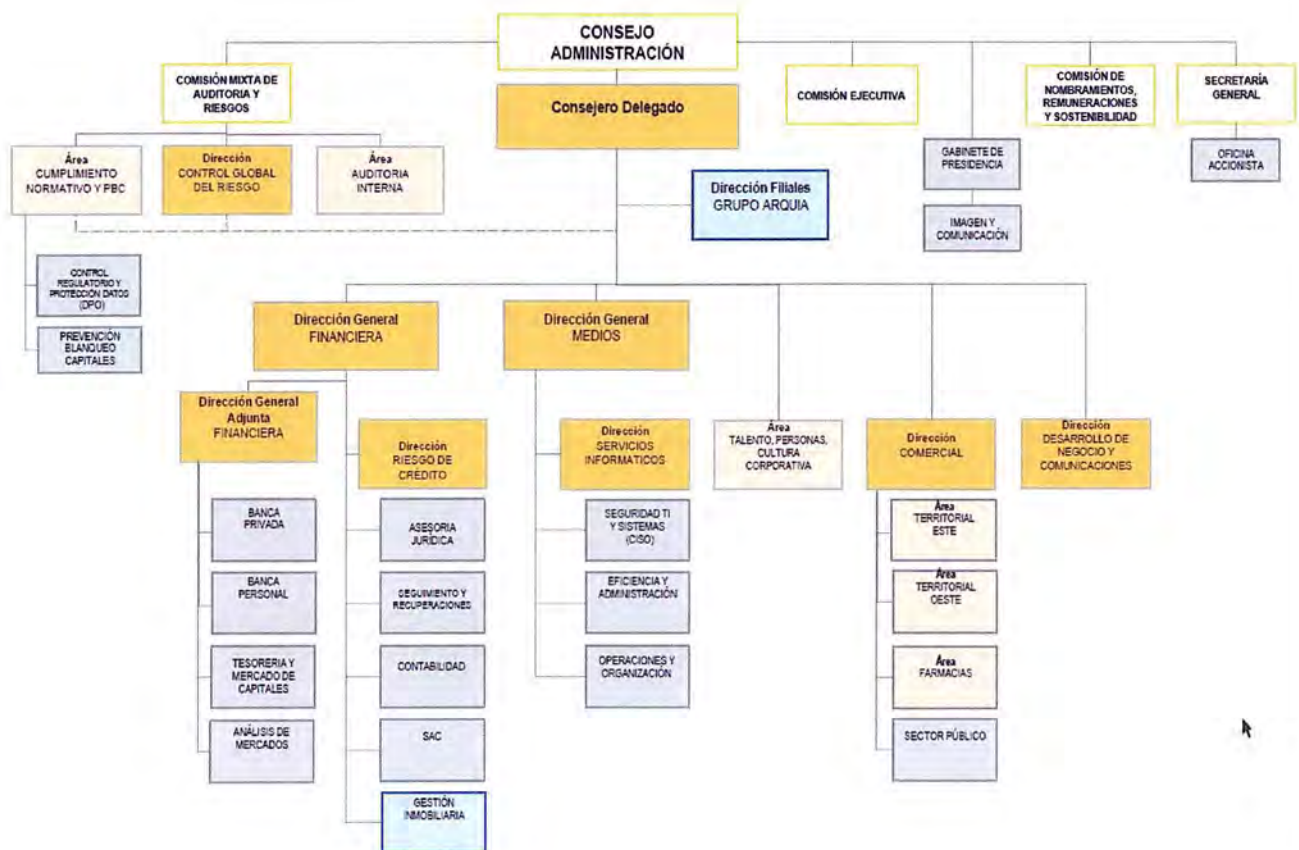 CONSEJO
ADMINISTRACIÓN
COMISIÓN MIXTA DE
AUDITORIA Y
RIESGOS
Consejero Delegado
COMISIÓN EJECUTIVA
COMISIÓN DE
NOMBRAMIENTOS,
REMUNERACIONES
Y SOSTENIBILIDAD
SECRETARÍA
GENERAL
Área
CUMPLIMIENTO
NORMATIVO Y PBC
Dirección
CONTROL GLOBAL
DEL RIESGO
Área
AUDITORIA
INTERNA
GABINETE DE
PRESIDENCIA
OFICINA
ACCIONISTA
Dirección Filiales
GRUPO ARQUIA
IMAGEN Y
COMUNICACIÓN
CONTROL
REGULATORIO Y
PROTECCIÓN DATOS
(DPO)
PREVENCIÓN
BLANQUEO
CAPITALES
Dirección General
FINANCIERA
Dirección General
MEDIOS
Dirección General
Adjunta
FINANCIERA
Dirección
RIESGO DE
CRÉDITO
Dirección
SERVICIOS
INFORMATICOS
Área
TALENTO, PERSONAS,
CULTURA
CORPORATIVA
Dirección
COMERCIAL
Dirección
DESARROLLO DE
NEGOCIO Y
COMUNICACIONES
BANCA
PRIVADA
BANCA
PERSONAL
TESORERIA Y
MERCADO DE
CAPITALES
ANÁLISIS DE
MERCADOS
ASESORIA
JURÍDICA
SEGUIMIENTO Y
RECUPERACIONES
CONTABILIDAD
SAC
GESTIÓN
INMOBILIARIA
SEGURIDAD TI
Y SISTEMAS
(CISO)
EFICIENCIA Y
ADMINISTRACIÓN
OPERACIONES Y
ORGANIZACIÓN
Área
TERRITORIAL
ESTE
Área
TERRITORIAL
OESTE
Área
FARMACIAS
SECTOR PÚBLICO